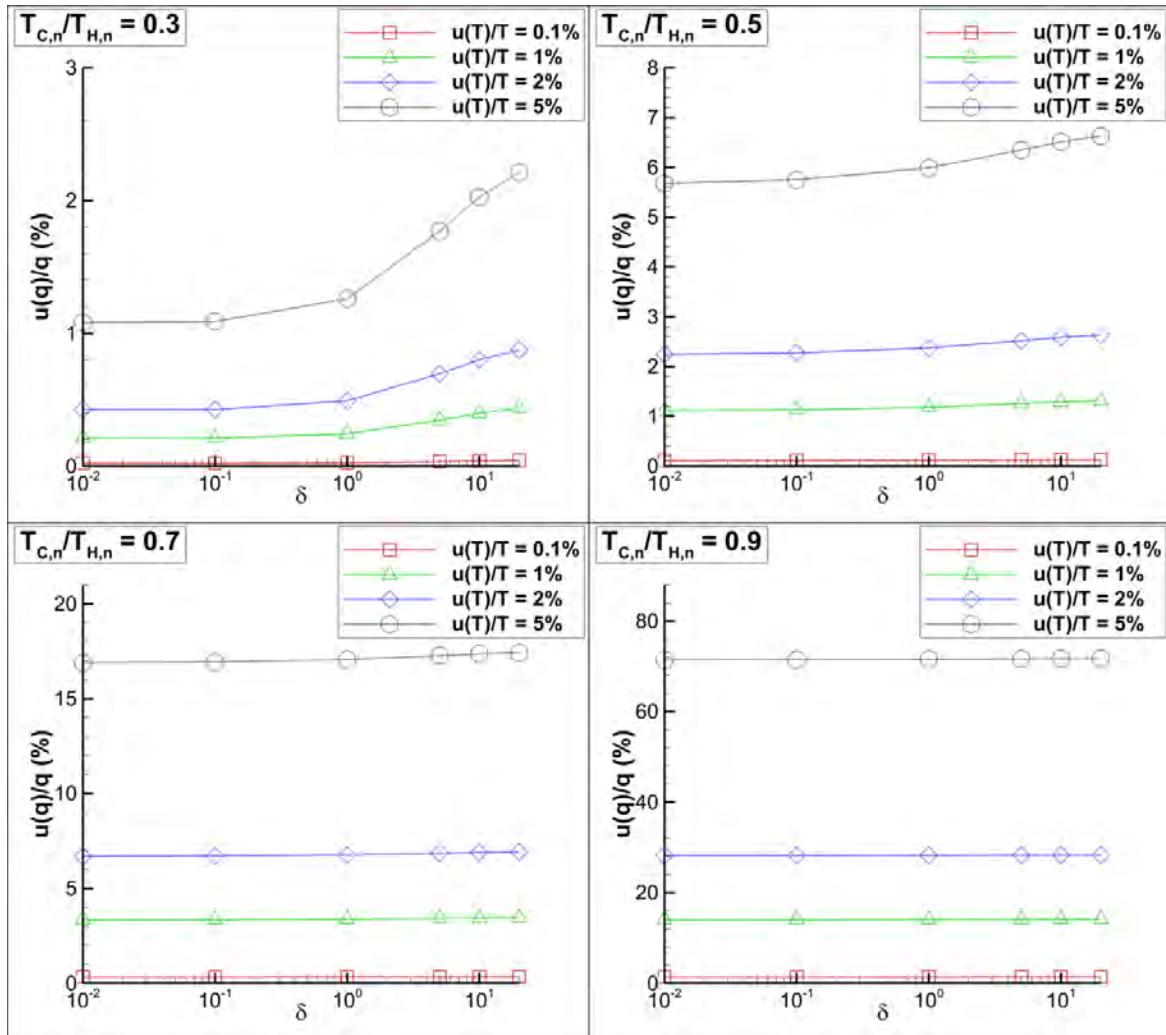 T_C,n/T_H,n = 0.3
u(T)/T = 0.1%
u(T)/T = 1%
u(T)/T = 2%
u(T)/T = 5%
3
2
1
0
u(q)/q (%)
10^-2
10^-1
10^0
10^1
δ
T_C,n/T_H,n = 0.5
u(T)/T = 0.1%
u(T)/T = 1%
u(T)/T = 2%
u(T)/T = 5%
8
7
6
5
4
3
2
1
0
u(q)/q (%)
10^-2
10^-1
10^0
10^1
δ
T_C,n/T_H,n = 0.7
u(T)/T = 0.1%
u(T)/T = 1%
u(T)/T = 2%
u(T)/T = 5%
20
15
10
5
0
u(q)/q (%)
10^-2
10^-1
10^0
10^1
δ
T_C,n/T_H,n = 0.9
u(T)/T = 0.1%
u(T)/T = 1%
u(T)/T = 2%
u(T)/T = 5%
80
60
40
20
0
u(q)/q (%)
10^-2
10^-1
10^0
10^1
δ